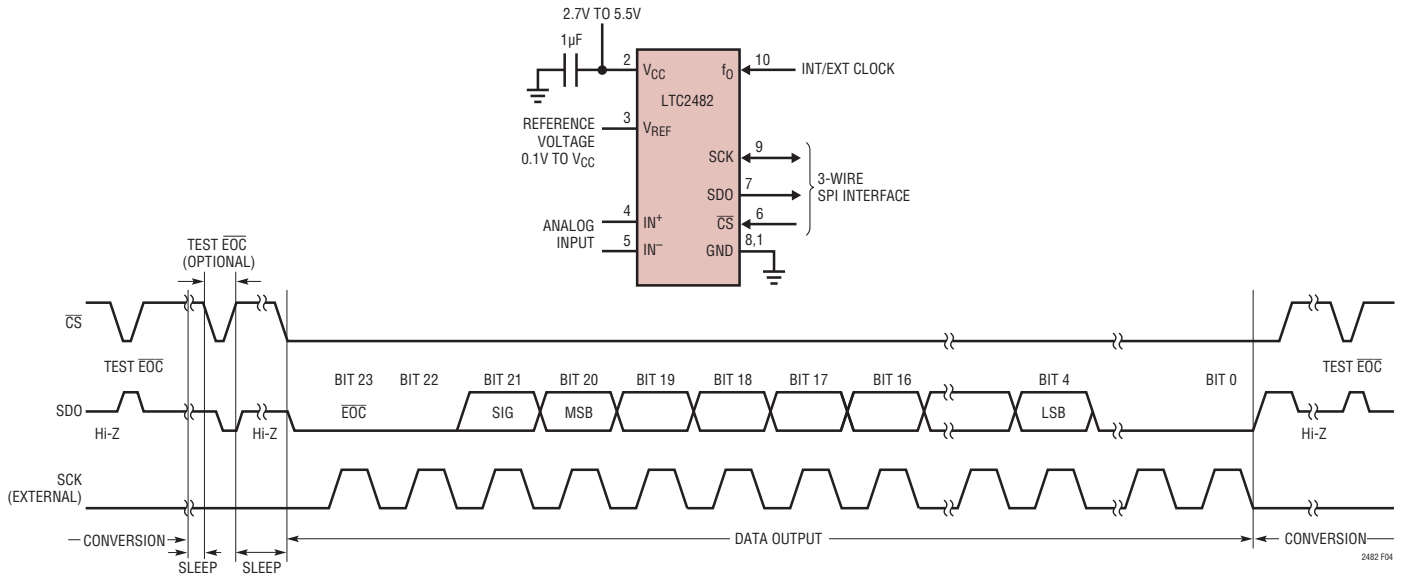 2.7V TO 5.5V
1µF
2
VCC
fO
10
INT/EXT CLOCK
LTC2482
REFERENCE
VOLTAGE
0.1V TO VCC
3
VREF
SCK
9
SDO
7
3-WIRE
SPI INTERFACE
ANALOG
INPUT
4
IN+
5
IN–
CS
6
GND
8,1
TEST EOC
(OPTIONAL)
CS
TEST EOC
TEST EOC
BIT 23 BIT 22 BIT 21 BIT 20 BIT 19 BIT 18 BIT 17 BIT 16 BIT 4 BIT 0
SDO
EOC SIG MSB LSB
Hi-Z Hi-Z Hi-Z
SCK
(EXTERNAL)
CONVERSION DATA OUTPUT CONVERSION
SLEEP SLEEP
2482 F04